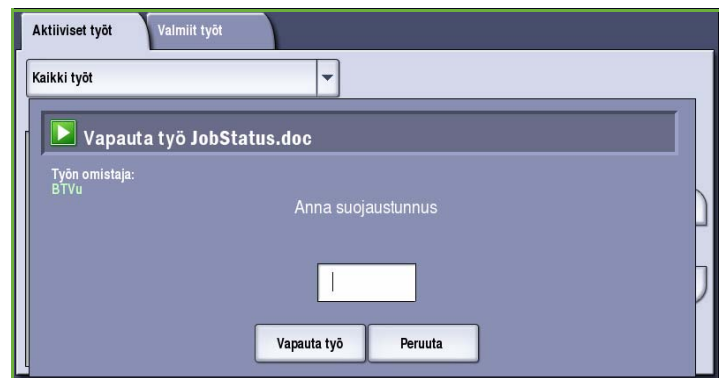 Aktiiviset työt
Valmiit työt
Kaikki työt
Vapauta työ JobStatus.doc
Työn omistaja:
BTVu
Anna suojaustunnus
Vapauta työ
Peruuta